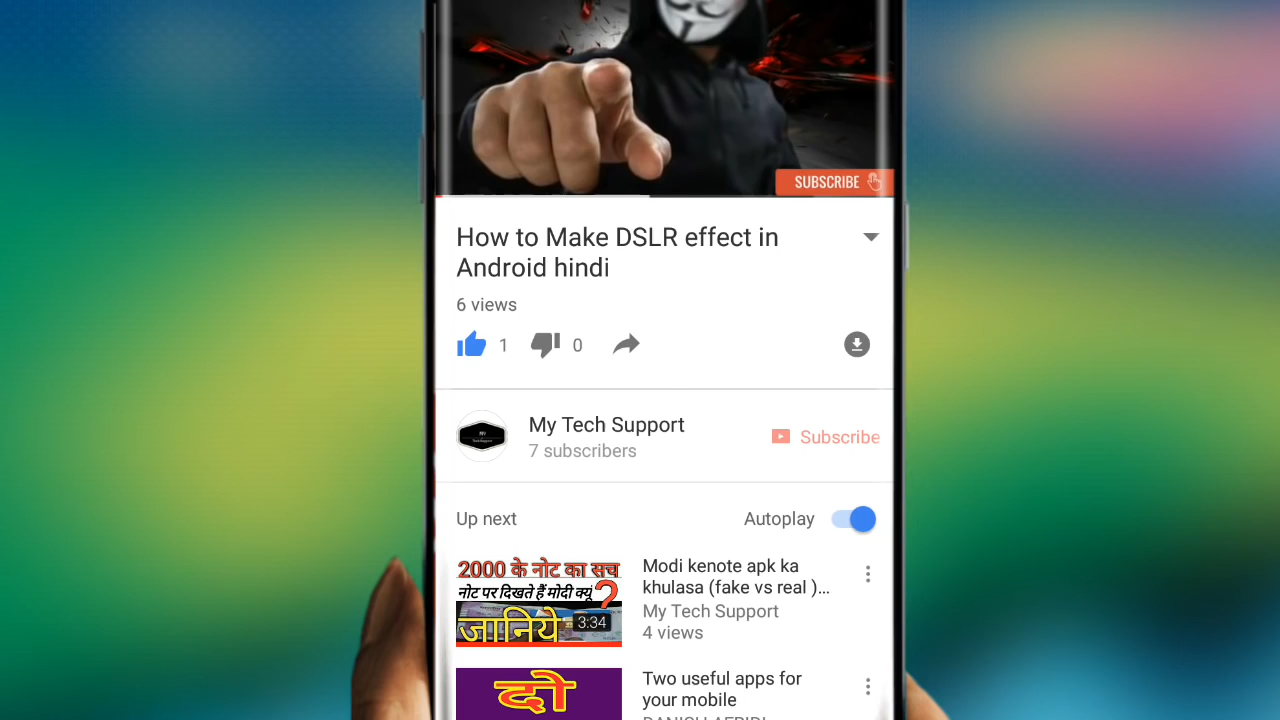 SUBSCRIBE
How to Make DSLR effect in
Android hindi
6 views
1
0
My Tech Support
7 subscribers
Subscribe
Up next
Autoplay
2000 के नोट का सच
नोट पर दिखते हैं मोदी क्यूं ?
जानिये
3:34
Modi kenote apk ka
khulasa (fake vs real )...
My Tech Support
4 views
दो
Two useful apps for
your mobile
DANISH AFRIDI